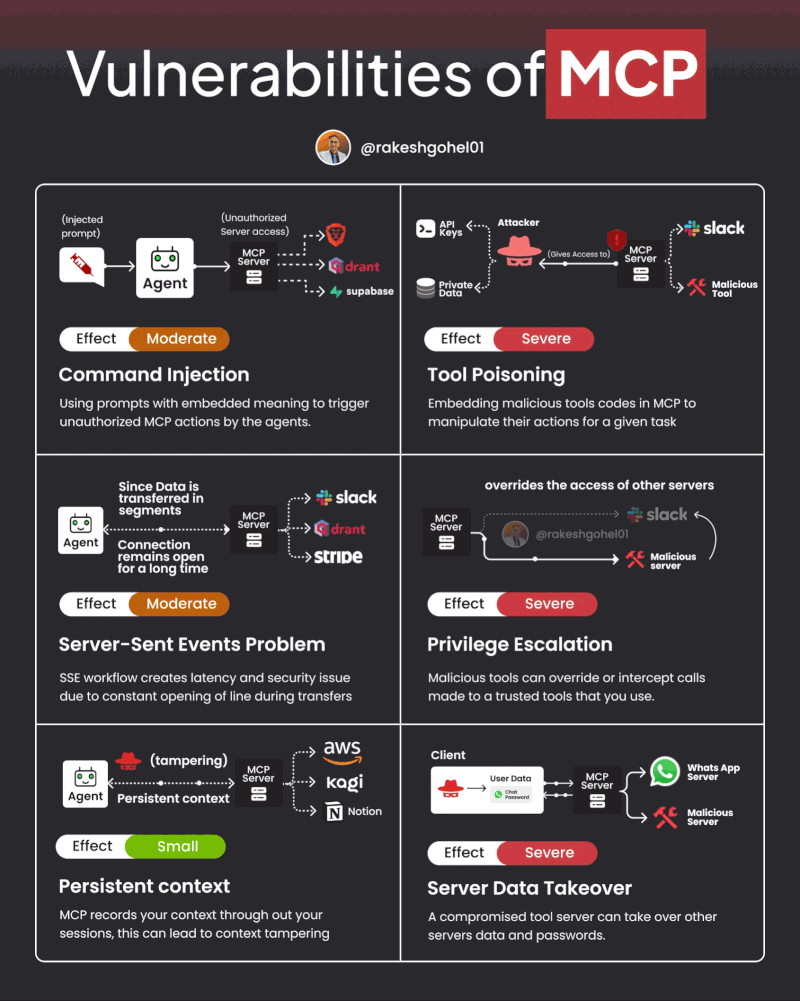 Vulnerabilities of MCP
@rakeshgohel01
(Injected
prompt)
(Unauthorized
Server access)
Agent
MCP
Server
drant
supabase
Effect Moderate
Command Injection
Using prompts with embedded meaning to trigger
unauthorized MCP actions by the agents.
API
Keys
Attacker
slack
(Gives Access to)
MCP
Server
Private
Data
Malicious
Tool
Effect Severe
Tool Poisoning
Embedding malicious tools codes in MCP to
manipulate their actions for a given task
Since Data is
transferred in
segments
Agent
MCP
Server
slack
drant
stripe
Connection
remains open
for a long time
Effect Moderate
Server-Sent Events Problem
SSE workflow creates latency and security issue
due to constant opening of line during transfers
overrides the access of other servers
MCP
Server
slack
@rakeshgohel01
Malicious
server
Effect Severe
Privilege Escalation
Malicious tools can override or intercept calls
made to a trusted tools that you use.
(tampering)
Agent
Persistent context
MCP
Server
aws
kagi
Notion
Effect Small
Persistent context
MCP records your context through out your
sessions, this can lead to context tampering
Client
User Data
Chat
Password
MCP
Server
Whats App
Server
Malicious
Server
Effect Severe
Server Data Takeover
A compromised tool server can take over other
servers data and passwords.